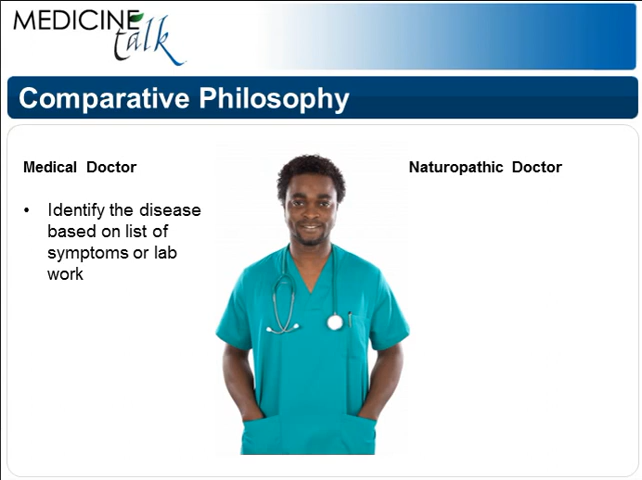 MEDICINE
talk
Comparative Philosophy
Medical Doctor
Naturopathic Doctor
• Identify the disease
based on list of
symptoms or lab
work